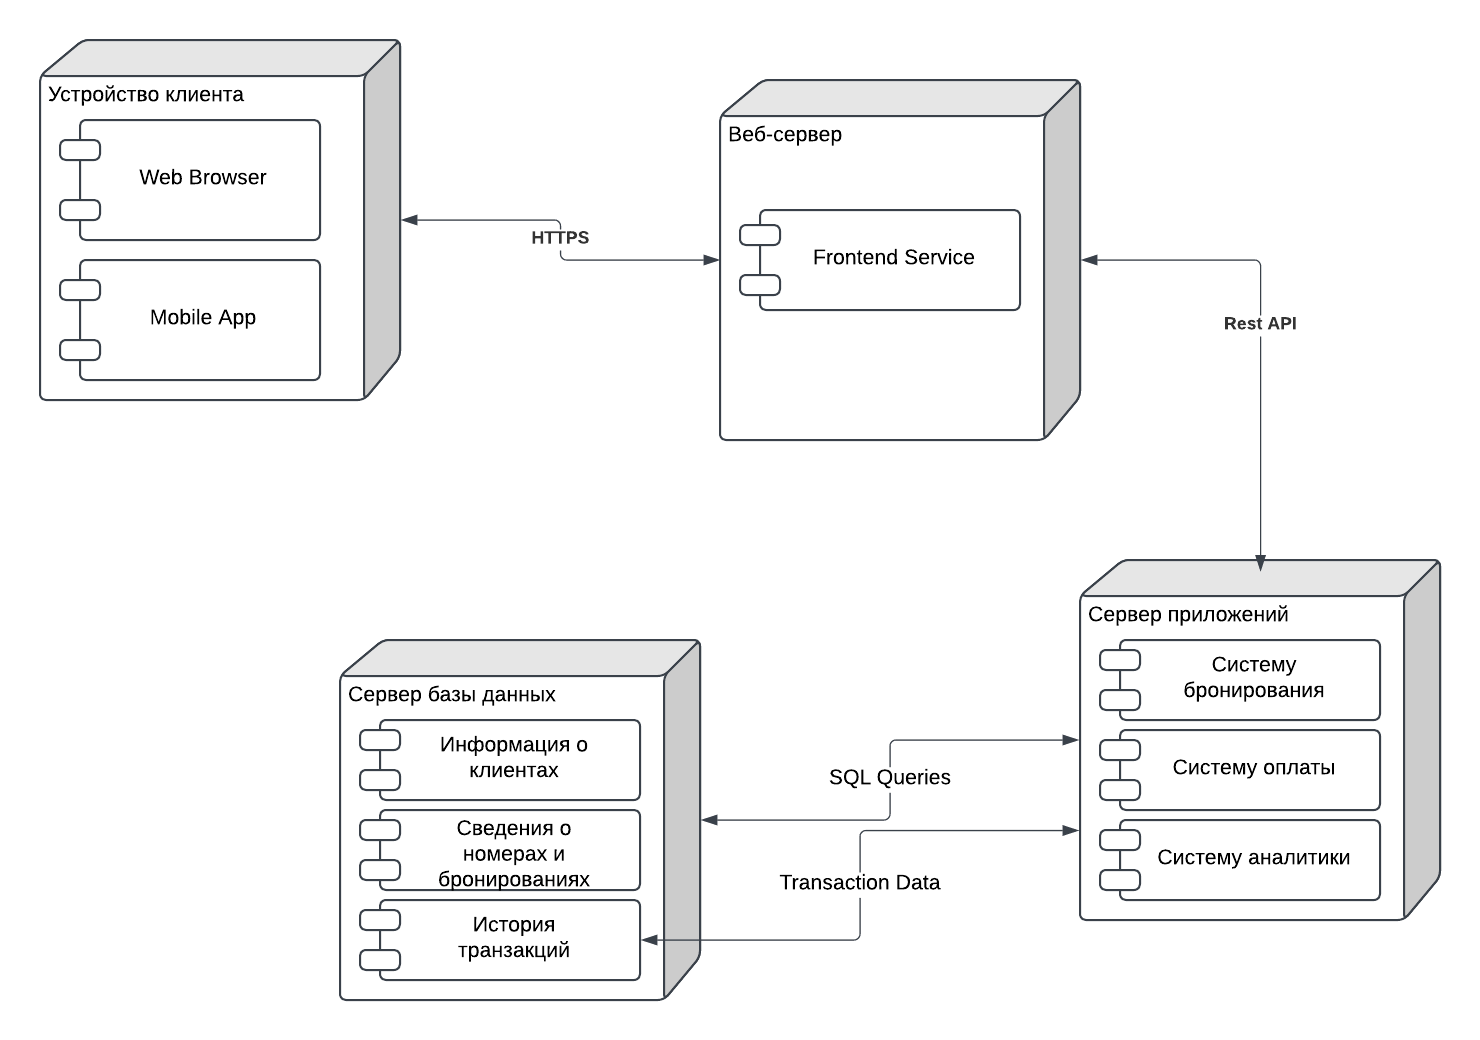 Устройство клиента
Web Browser
Mobile App
HTTPS
Веб-сервер
Frontend Service
Rest API
Сервер приложений
Систему
бронирования
Систему оплаты
Систему аналитики
SQL Queries
Transaction Data
Сервер базы данных
Информация о
клиентах
Сведения о
номерах и
бронированиях
История
транзакций